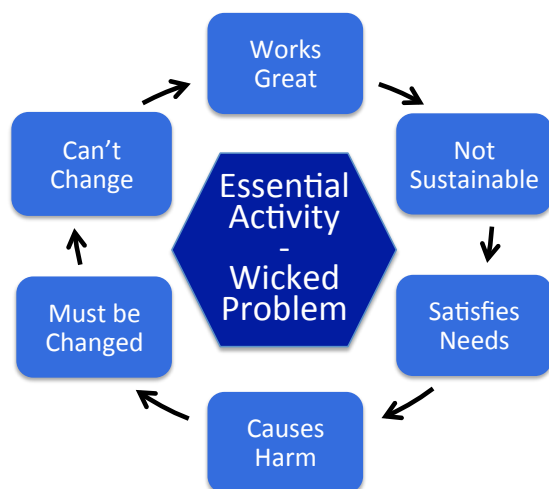 Works
Great
Not
Sustainable
Satisfies
Needs
Causes
Harm
Must be
Changed
Can’t
Change
Essential
Activity
-
Wicked
Problem